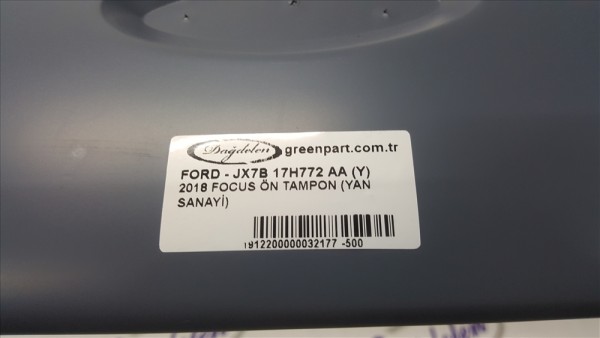 Dağdelen greenpart.com.tr
FORD - JX7B 17H772 AA (Y)
2018 FOCUS ÖN TAMPON (YAN
SANAYİ)
1912200000032177 -500